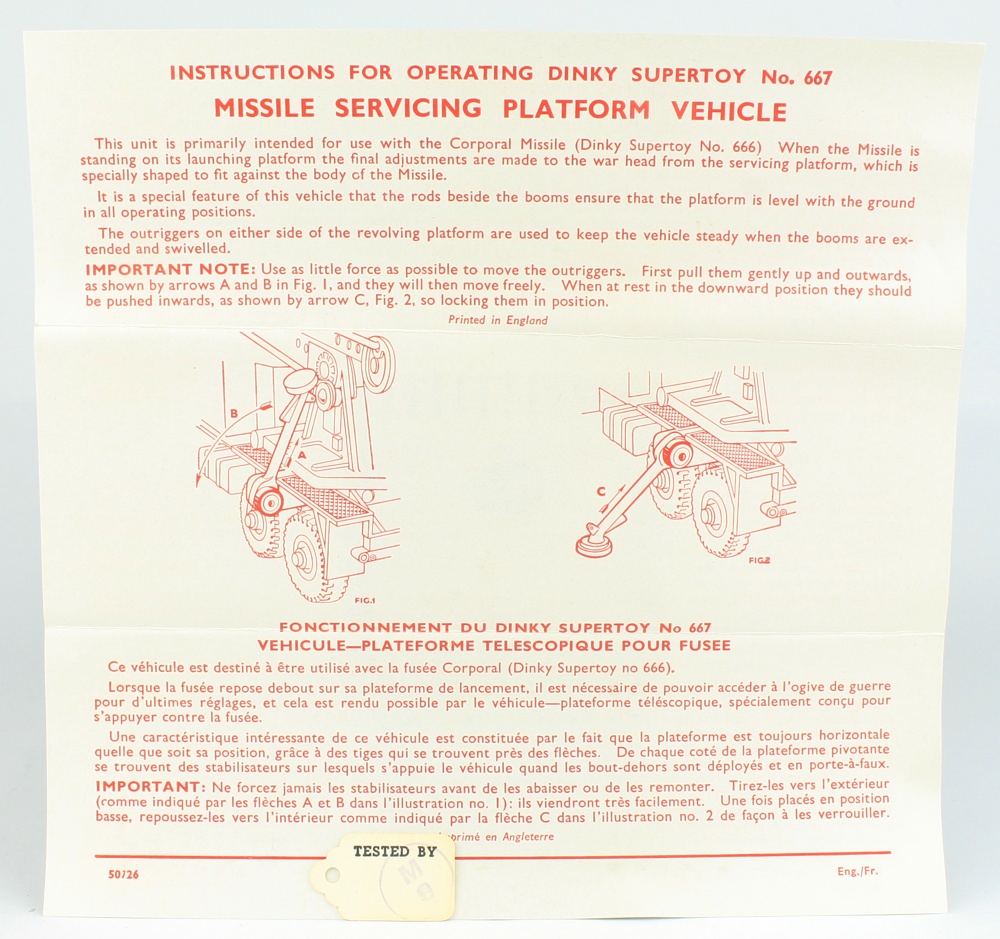 INSTRUCTIONS FOR OPERATING DINKY SUPERTOY No. 667
MISSILE SERVICING PLATFORM VEHICLE
This unit is primarily intended for use with the Corporal Missile (Dinky Supertoy No. 666) When the Missile is
standing on its launching platform the final adjustments are made to the war head from the servicing platform, which is
specially shaped to fit against the body of the Missile.
It is a special feature of this vehicle that the rods beside the booms ensure that the platform is level with the ground
in all operating positions.
The outriggers on either side of the revolving platform are used to keep the vehicle steady when the booms are ex-
tended and swivelled.
IMPORTANT NOTE: Use as little force as possible to move the outriggers. First pull them gently up and outwards,
as shown by arrows A and B in Fig. 1, and they will then move freely. When at rest in the downward position they should
be pushed inwards, as shown by arrow C, Fig. 2, so locking them in position.
Printed in England
B
A
FIG.1
C
FIG.2
FONCTIONNEMENT DU DINKY SUPERTOY No 667
VEHICULE—PLATEFORME TELESCOPIQUE POUR FUSEE
Ce véhicule est destiné à être utilisé avec la fusée Corporal (Dinky Supertoy no 666).
Lorsque la fusée repose debout sur sa plateforme de lancement, il est nécessaire de pouvoir accéder à l'ogive de guerre
pour d'ultimes réglages, et cela est rendu possible par le véhicule—plateforme téléscopique, spécialement conçu pour
s'appuyer contre la fusée.
Une caractéristique intéressante de ce véhicule est constituée par le fait que la plateforme est toujours horizontale
quelle que soit sa position, grâce à des tiges qui se trouvent près des flèches. De chaque coté de la plateforme pivotante
se trouvent des stabilisateurs sur lesquels s'appuie le véhicule quand les bout-dehors sont déployés et en porte-à-faux.
IMPORTANT: Ne forcez jamais les stabilisateurs avant de les abaisser ou de les remonter. Tirez-les vers l'extérieur
(comme indiqué par les flèches A et B dans l'illustration no. 1): ils viendront très facilement. Une fois placés en position
basse, repoussez-les vers l'intérieur comme indiqué par la flèche C dans l'illustration no. 2 de façon à les verrouiller.
primé en Angleterre
TESTED BY
50726
Eng./Fr.